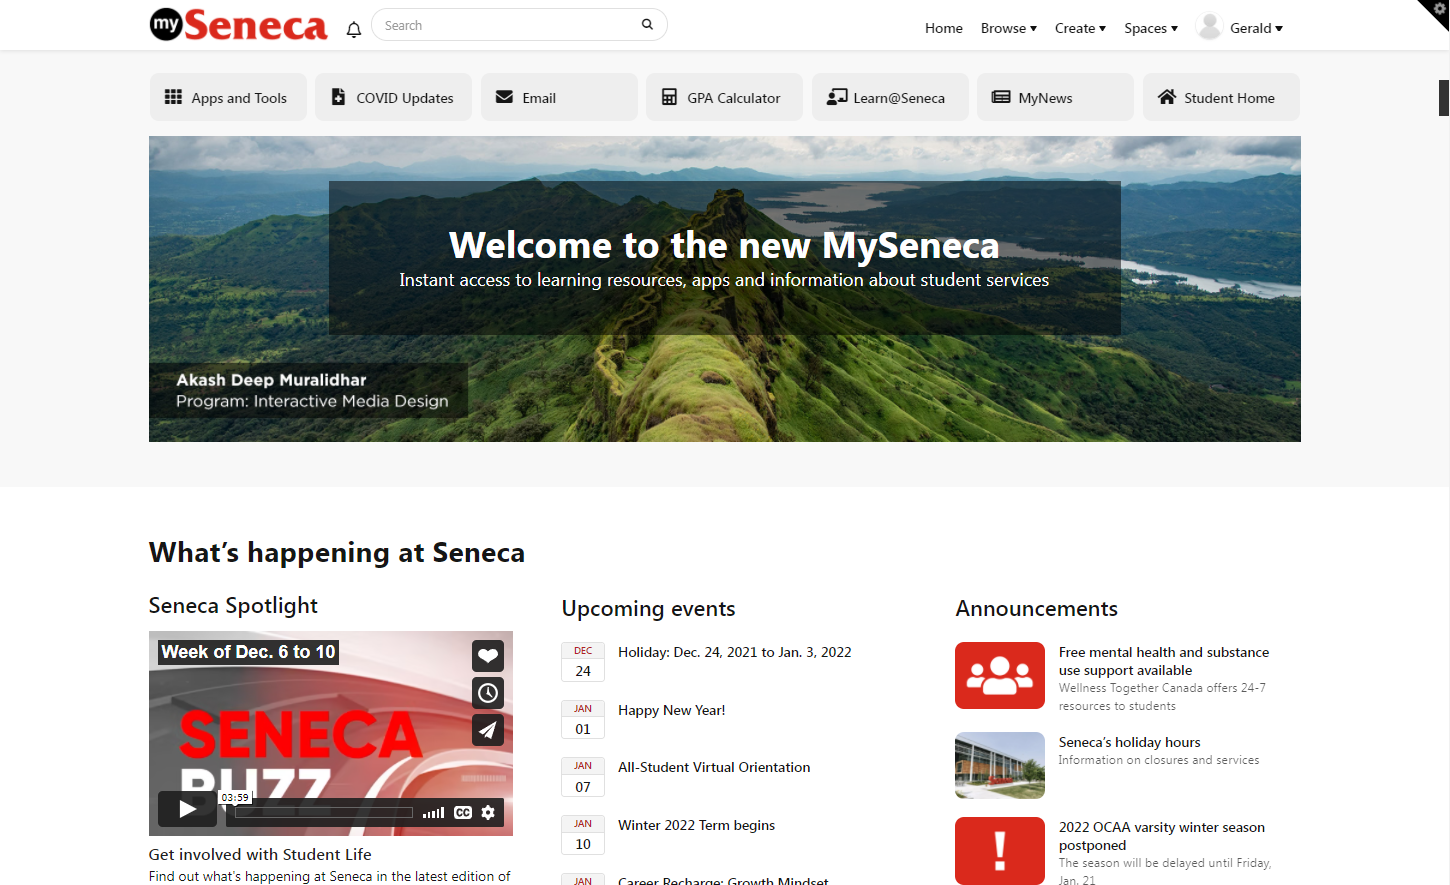 my Seneca
Search
Home
Browse
Create
Spaces
Gerald
Apps and Tools
COVID Updates
Email
GPA Calculator
Learn@Seneca
MyNews
Student Home
Welcome to the new MySeneca
Instant access to learning resources, apps and information about student services
Akash Deep Muralidhar
Program: Interactive Media Design
What’s happening at Seneca
Seneca Spotlight
Week of Dec. 6 to 10
SENECA
BUZZ
03:59
CC
Get involved with Student Life
Find out what's happening at Seneca in the latest edition of
Upcoming events
DEC
24
Holiday: Dec. 24, 2021 to Jan. 3, 2022
JAN
01
Happy New Year!
JAN
07
All-Student Virtual Orientation
JAN
10
Winter 2022 Term begins
JAN
Career Recharge: Growth Mindset
Announcements
Free mental health and substance
use support available
Wellness Together Canada offers 24-7
resources to students
Seneca’s holiday hours
Information on closures and services
2022 OCAA varsity winter season
postponed
The season will be delayed until Friday,
Jan. 21